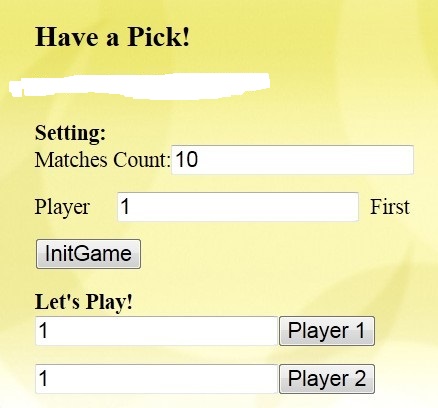 Have a Pick!
Setting:
Matches Count: 10
Player 1 First
InitGame
Let's Play!
1 Player 1
1 Player 2